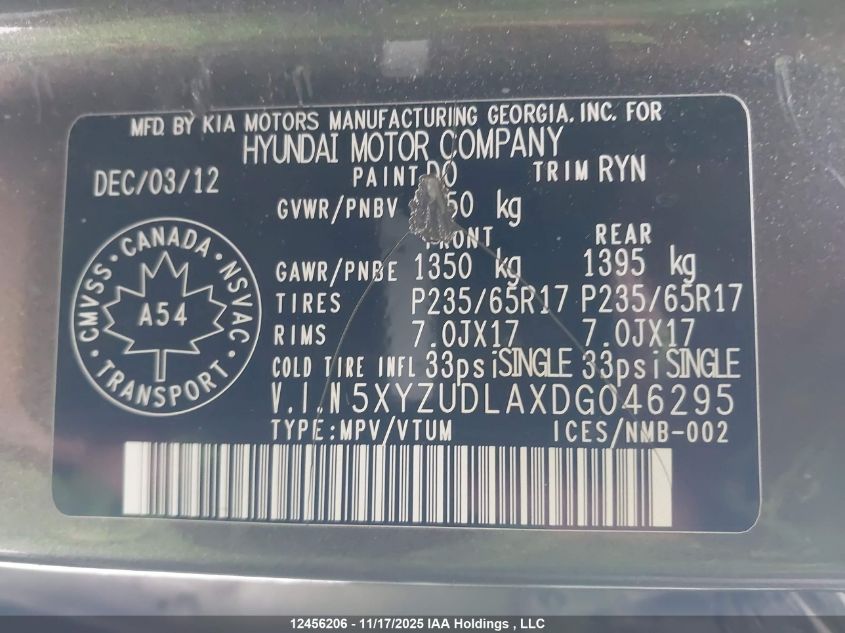 MFD. BY KIA MOTORS MANUFACTURING GEORGIA, INC. FOR
HYUNDAI MOTOR COMPANY
DEC/03/12
PAINT TRIM RYN
GVWR/PNBV kg
FRONT REAR
GAWR/PNBE 1350 kg 1395 kg
TIRES P235/65R17 P235/65R17
RIMS 7.0JX17 7.0JX17
COLD TIRE INFL 33psiSINGLE 33psiSINGLE
V.I.N 5XYZUDLAXDG046295
TYPE:MPV/VTUM ICES/NMB-002
CMVSS • CANADA • NSVAC • TRANSPORT •
A54
12456206 - 11/17/2025 IAA Holdings , LLC